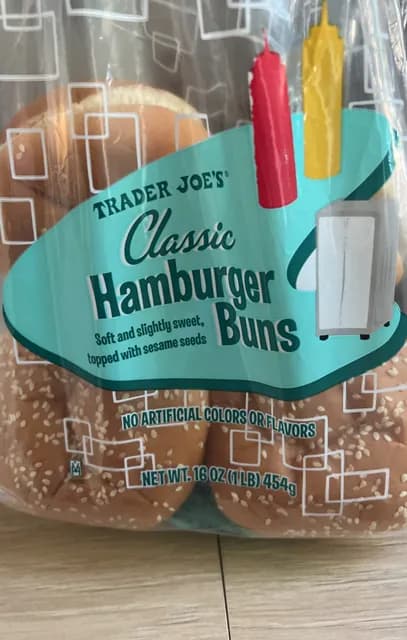 TRADER JOE'S®
Classic
Hamburger
Buns
Soft and slightly sweet,
topped with sesame seeds
NO ARTIFICIAL COLORS OR FLAVORS
NET WT. 16 OZ (1 LB) 454g